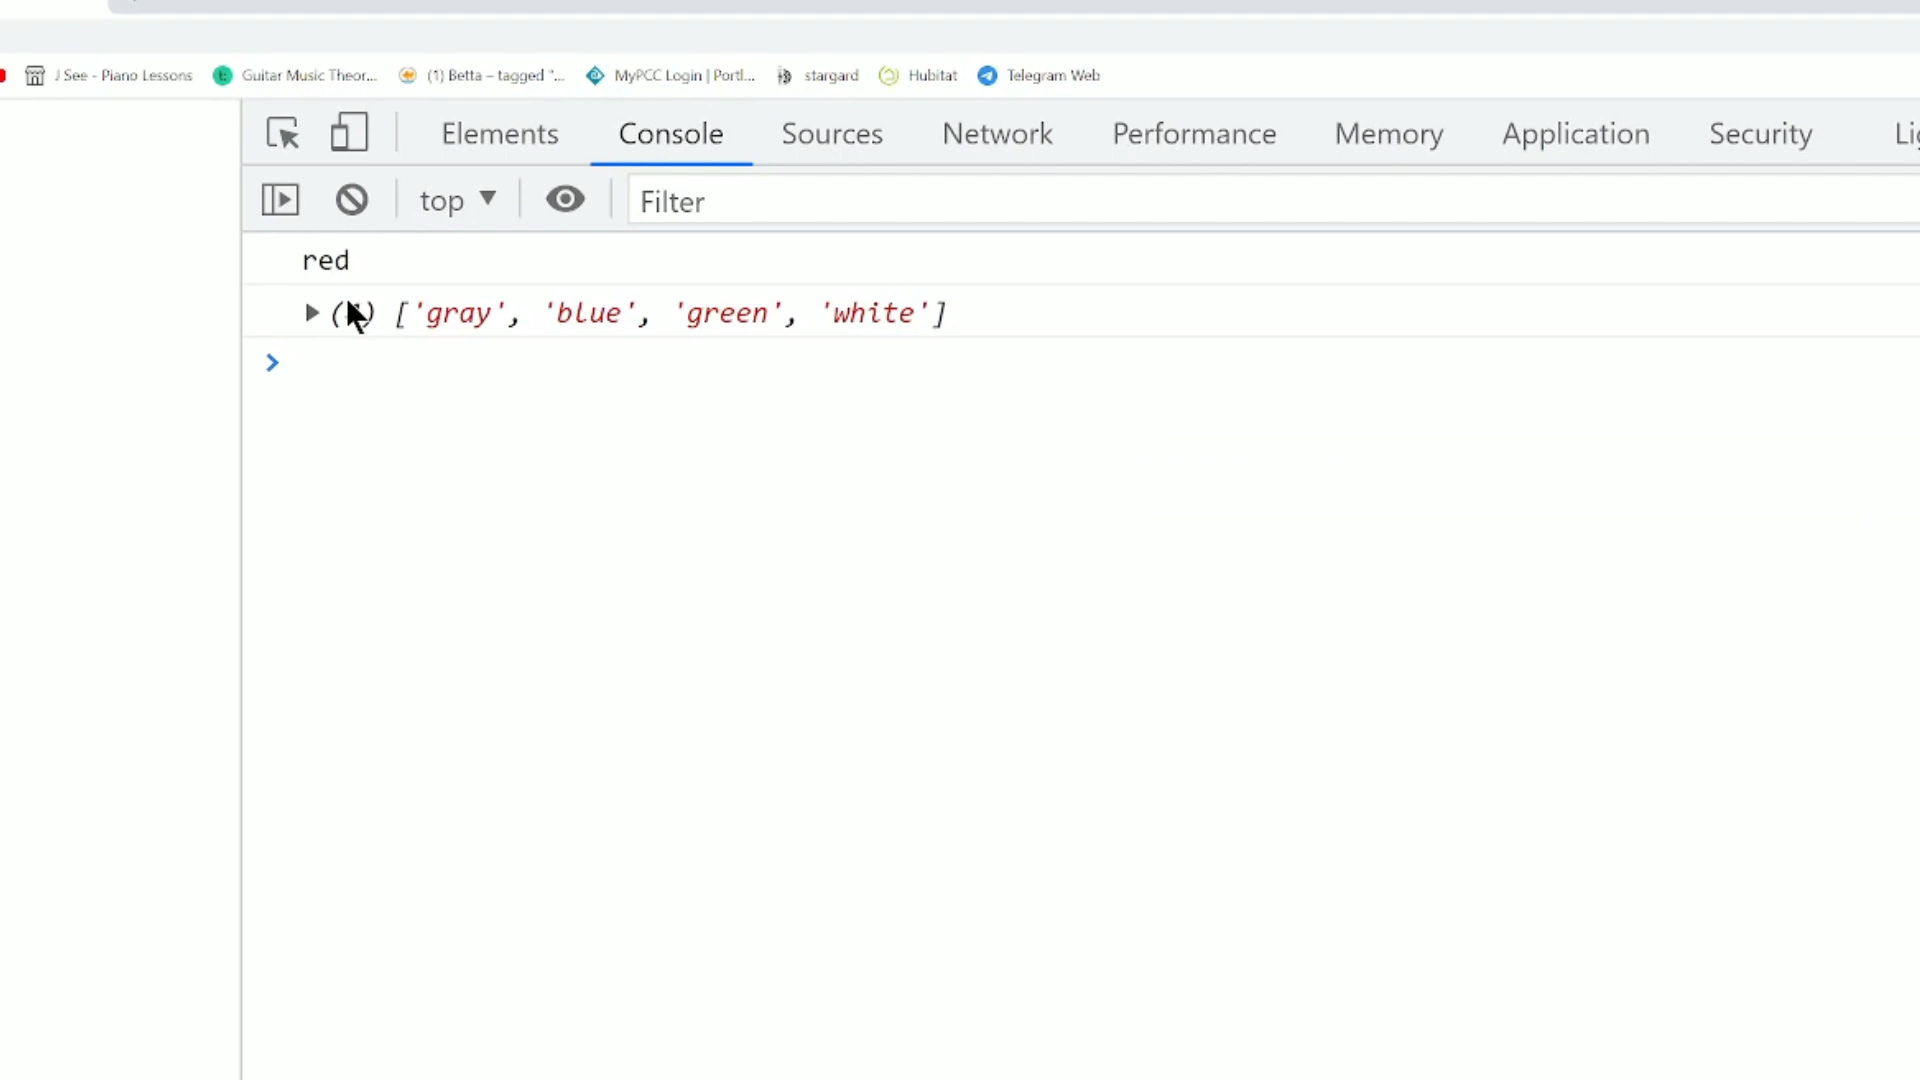 J See - Piano Lessons Guitar Music Theor... (1) Betta – tagged "... MyPCC Login | Portl... stargard Hubitat Telegram Web
Elements Console Sources Network Performance Memory Application Security
top Filter
red
['gray', 'blue', 'green', 'white']